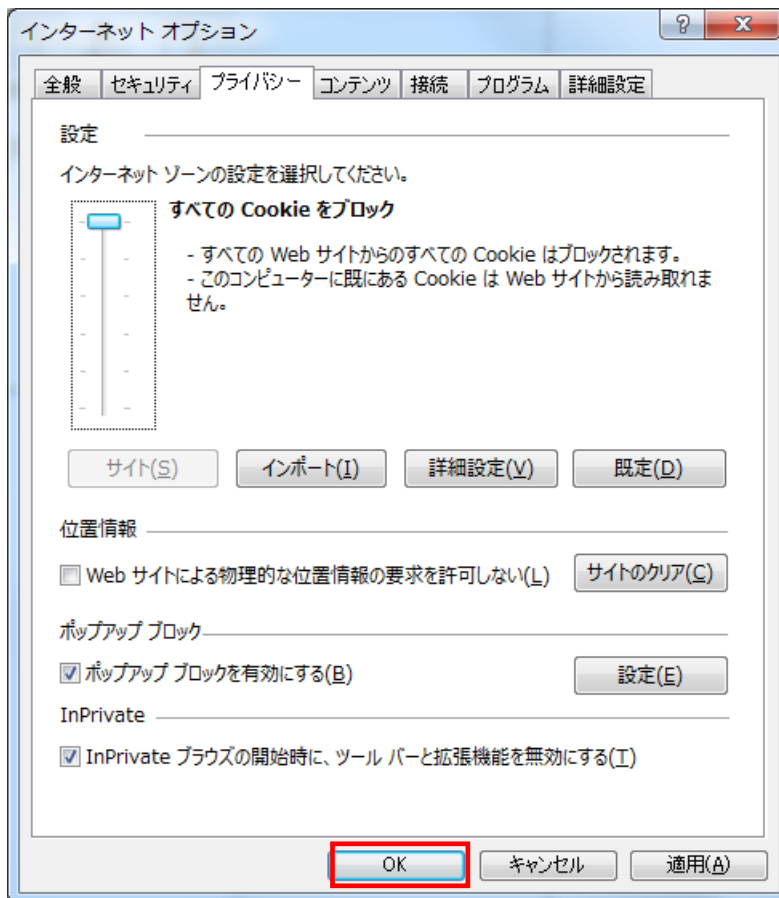 インターネット オプション
全般 セキュリティ プライバシー コンテンツ 接続 プログラム 詳細設定
設定
インターネット ゾーンの設定を選択してください。
すべての Cookie をブロック
- すべての Web サイトからのすべての Cookie はブロックされます。
- このコンピューターに既にある Cookie は Web サイトから読み取れま
せん。
サイト(S) インポート(I) 詳細設定(V) 既定(D)
位置情報
Web サイトによる物理的な位置情報の要求を許可しない(L) サイトのクリア(C)
ポップアップ ブロック
ポップアップ ブロックを有効にする(B) 設定(E)
InPrivate
InPrivate ブラウズの開始時に、ツール バーと拡張機能を無効にする(T)
OK キャンセル 適用(A)